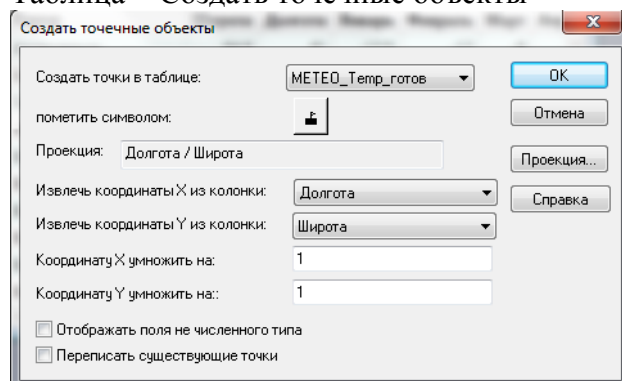 Таблица – Создать точечные объекты
Создать точечные объекты
Создать точки в таблице: METEO_Temp_готов OK
пометить символом: Отмена
Проекция: Долгота / Широта Проекция...
Извлечь координаты X из колонки: Долгота Справка
Извлечь координаты Y из колонки: Широта
Координату X умножить на: 1
Координату Y умножить на:: 1
Отображать поля не численного типа
Переписать существующие точки